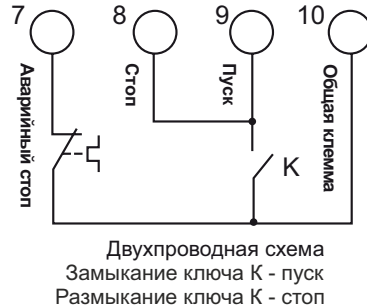 7 8 9 10
Аварийный стоп
Стоп
Пуск
Общая клемма
K
Двухпроводная схема
Замыкание ключа К - пуск
Размыкание ключа К - стоп